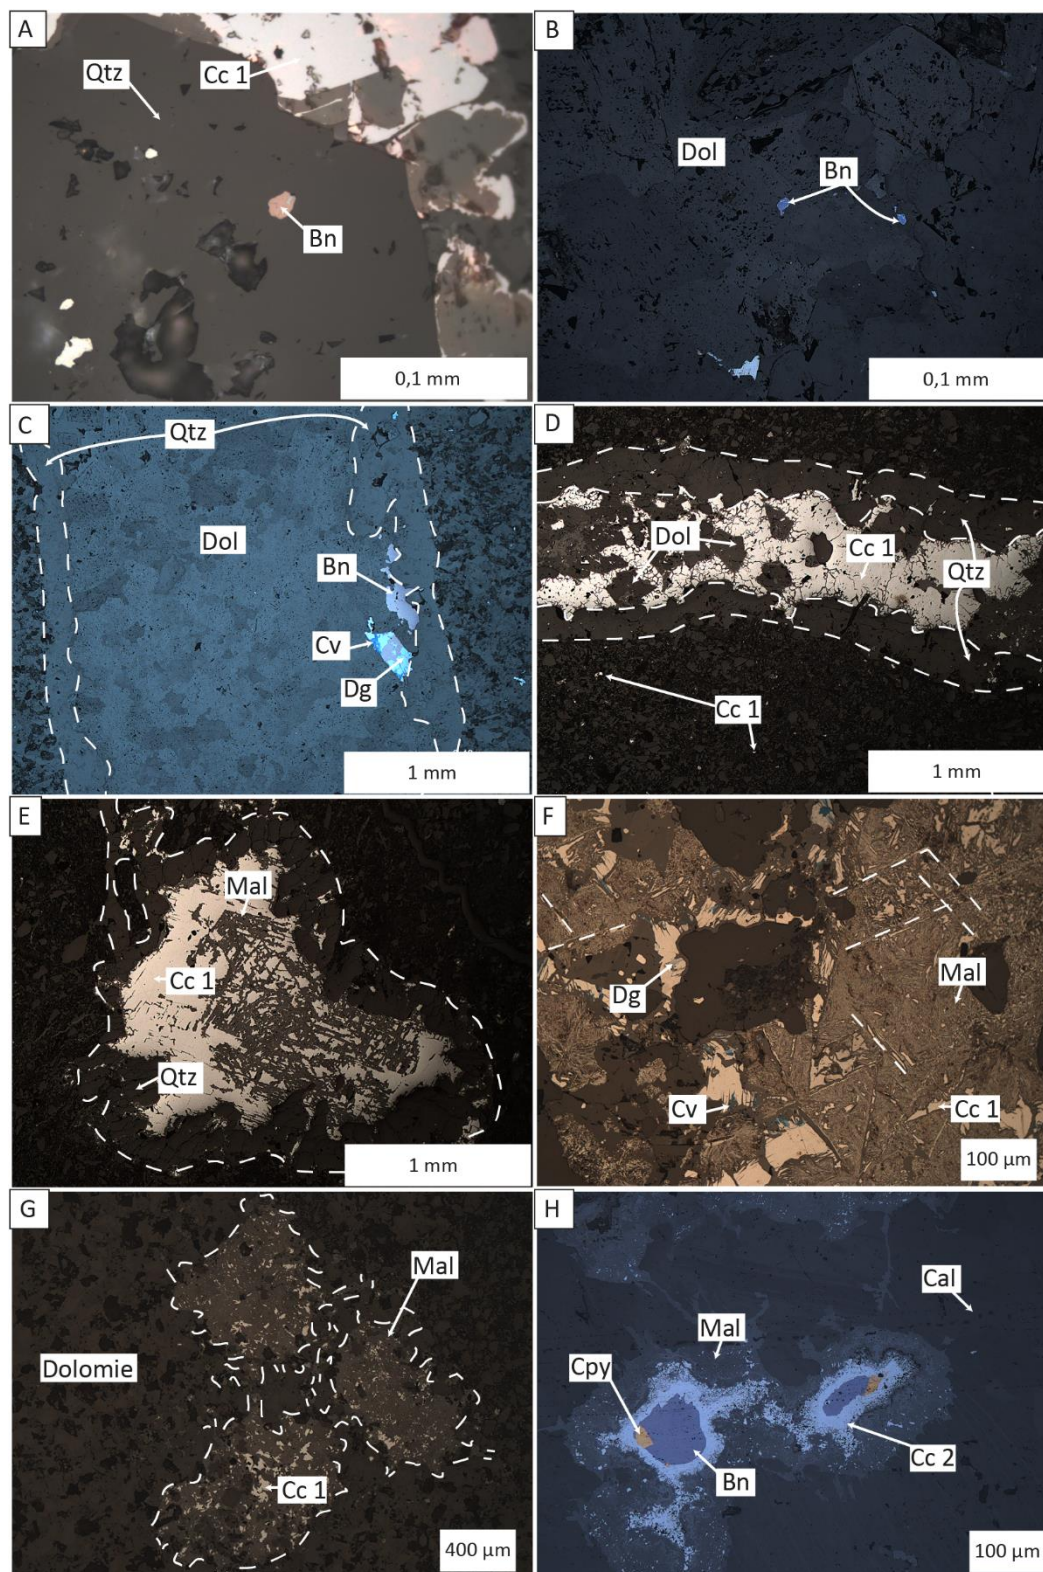 A
Qtz
Cc 1
Bn
0,1 mm
B
Dol
Bn
0,1 mm
C
Qtz
Dol
Bn
Cv
Dg
1 mm
D
Dol
Cc 1
Qtz
Cc 1
1 mm
E
Mal
Cc 1
Qtz
1 mm
F
Mal
Dg
Cv
Cc 1
100 µm
G
Mal
Dolomie
Cc 1
400 µm
H
Cal
Mal
Cpy
Cc 2
Bn
100 µm